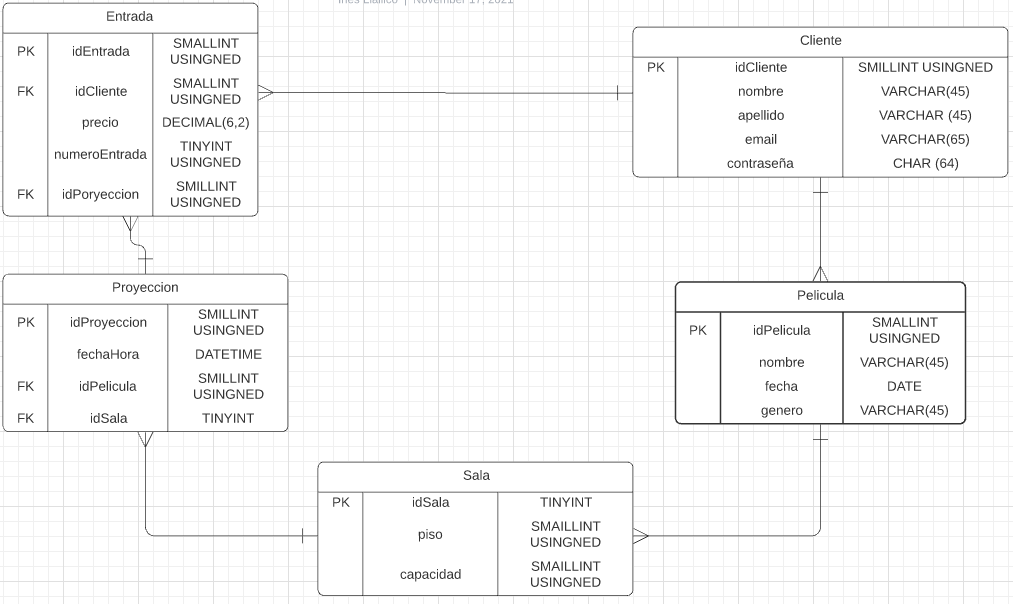 Ines Elallico | November 17, 2021
Entrada
PK idEntrada SMALLINT
USINGNED
FK idCliente SMALLINT
USINGNED
precio DECIMAL(6,2)
numeroEntrada TINYINT
USINGNED
FK idPoryeccion SMILLINT
USINGNED
Cliente
PK idCliente SMILLINT USINGNED
nombre VARCHAR(45)
apellido VARCHAR (45)
email VARCHAR(65)
contraseña CHAR (64)
Proyeccion
PK idProyeccion SMILLINT
USINGNED
fechaHora DATETIME
FK idPelicula SMILLINT
USINGNED
FK idSala TINYINT
Pelicula
PK idPelicula SMALLINT
USINGNED
nombre VARCHAR(45)
fecha DATE
genero VARCHAR(45)
Sala
PK idSala TINYINT
piso SMAILLINT
USINGNED
capacidad SMAILLINT
USINGNED